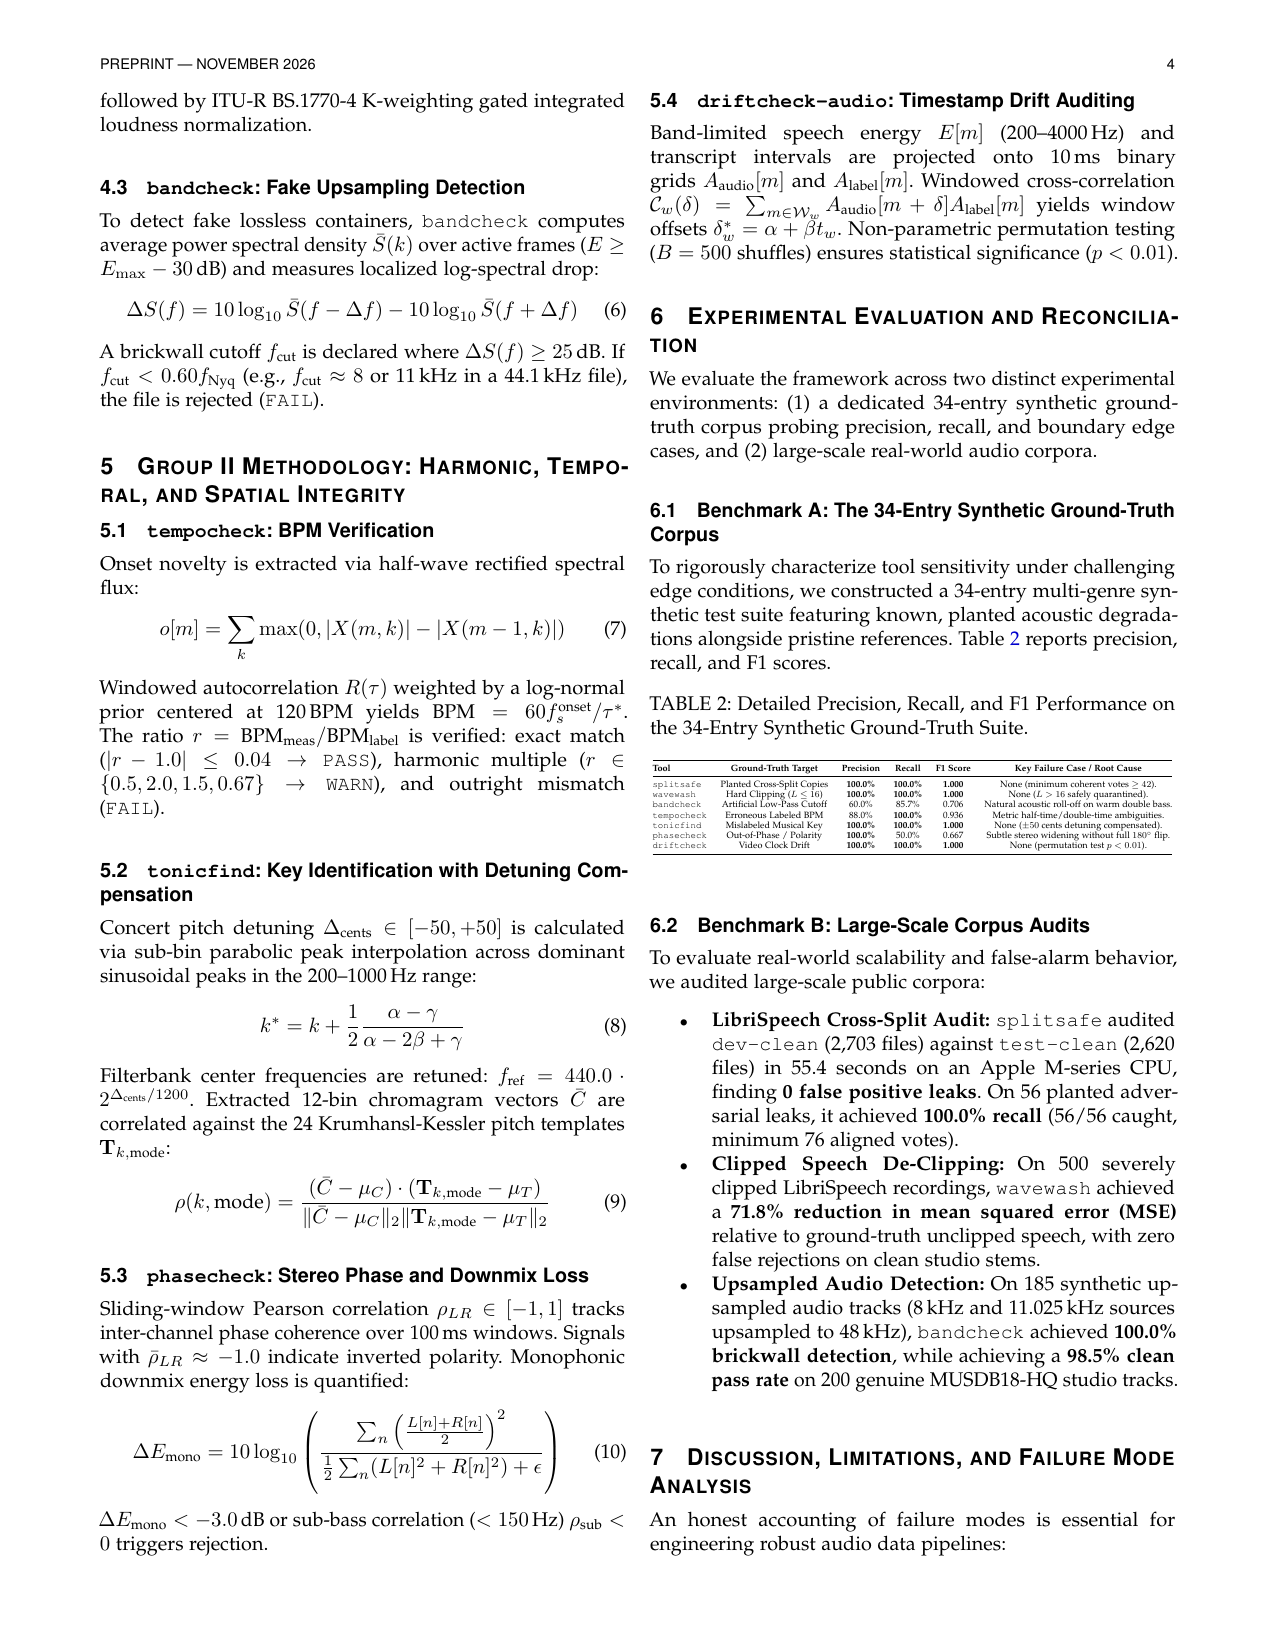 PREPRINT — NOVEMBER 2026
4
followed by ITU-R BS.1770-4 K-weighting gated integrated
loudness normalization.
4.3 bandcheck: Fake Upsampling Detection
To detect fake lossless containers, bandcheck computes
average power spectral density S̄(k) over active frames (E ≥
E_max − 30 dB) and measures localized log-spectral drop:
ΔS(f) = 10 log₁₀ S̄(f − Δf) − 10 log₁₀ S̄(f + Δf) (6)
A brickwall cutoff f_cut is declared where ΔS(f) ≥ 25 dB. If
f_cut < 0.60f_Nyq (e.g., f_cut ≈ 8 or 11 kHz in a 44.1 kHz file),
the file is rejected (FAIL).
5 GROUP II METHODOLOGY: HARMONIC, TEMPO-
RAL, AND SPATIAL INTEGRITY
5.1 tempocheck: BPM Verification
Onset novelty is extracted via half-wave rectified spectral
flux:
o[m] = ∑_k max(0, |X(m, k)| − |X(m − 1, k)|) (7)
Windowed autocorrelation R(τ) weighted by a log-normal
prior centered at 120 BPM yields BPM = 60f_s^onset/τ*.
The ratio r = BPM_meas/BPM_label is verified: exact match
(|r − 1.0| ≤ 0.04 → PASS), harmonic multiple (r ∈
{0.5, 2.0, 1.5, 0.67} → WARN), and outright mismatch
(FAIL).
5.2 tonicfind: Key Identification with Detuning Com-
pensation
Concert pitch detuning Δ_cents ∈ [−50, +50] is calculated
via sub-bin parabolic peak interpolation across dominant
sinusoidal peaks in the 200–1000 Hz range:
k* = k + (1/2) (α − γ)/(α − 2β + γ) (8)
Filterbank center frequencies are retuned: f_ref = 440.0 ·
2^(Δ_cents/1200). Extracted 12-bin chromagram vectors C̄ are
correlated against the 24 Krumhansl-Kessler pitch templates
T_k,mode:
ρ(k, mode) = ((C̄ − μ_C) · (T_k,mode − μ_T))/(‖C̄ − μ_C‖₂‖T_k,mode − μ_T‖₂) (9)
5.3 phasecheck: Stereo Phase and Downmix Loss
Sliding-window Pearson correlation ρ_LR ∈ [−1, 1] tracks
inter-channel phase coherence over 100 ms windows. Signals
with ρ̄_LR ≈ −1.0 indicate inverted polarity. Monophonic
downmix energy loss is quantified:
ΔE_mono = 10 log₁₀ ( (∑_n ((L[n]+R[n])/2)²)/((1/2) ∑_n (L[n]² + R[n]²) + ϵ) ) (10)
ΔE_mono < −3.0 dB or sub-bass correlation (< 150 Hz) ρ_sub <
0 triggers rejection.
5.4 driftcheck-audio: Timestamp Drift Auditing
Band-limited speech energy E[m] (200–4000 Hz) and
transcript intervals are projected onto 10 ms binary
grids A_audio[m] and A_label[m]. Windowed cross-correlation
C_w(δ) = ∑_(m∈W_w) A_audio[m + δ]A_label[m] yields window
offsets δ*_w = α + βt_w. Non-parametric permutation testing
(B = 500 shuffles) ensures statistical significance (p < 0.01).
6 EXPERIMENTAL EVALUATION AND RECONCILIA-
TION
We evaluate the framework across two distinct experimental
environments: (1) a dedicated 34-entry synthetic ground-
truth corpus probing precision, recall, and boundary edge
cases, and (2) large-scale real-world audio corpora.
6.1 Benchmark A: The 34-Entry Synthetic Ground-Truth
Corpus
To rigorously characterize tool sensitivity under challenging
edge conditions, we constructed a 34-entry multi-genre syn-
thetic test suite featuring known, planted acoustic degrada-
tions alongside pristine references. Table 2 reports precision,
recall, and F1 scores.
TABLE 2: Detailed Precision, Recall, and F1 Performance on
the 34-Entry Synthetic Ground-Truth Suite.
Tool Ground-Truth Target Precision Recall F1 Score Key Failure Case / Root Cause
splitsafe Planted Cross-Split Copies 100.0% 100.0% 1.000 None (minimum coherent votes ≥ 42).
wavewash Hard Clipping (L ≤ 16) 100.0% 100.0% 1.000 None (L > 16 safely quarantined).
bandcheck Artificial Low-Pass Cutoff 60.0% 85.7% 0.706 Natural acoustic roll-off on warm double bass.
tempocheck Erroneous Labeled BPM 88.0% 100.0% 0.936 Metric half-time/double-time ambiguities.
tonicfind Mislabeled Musical Key 100.0% 100.0% 1.000 None (±50 cents detuning compensated).
phasecheck Out-of-Phase / Polarity 100.0% 50.0% 0.667 Subtle stereo widening without full 180° flip.
driftcheck Video Clock Drift 100.0% 100.0% 1.000 None (permutation test p < 0.01).
6.2 Benchmark B: Large-Scale Corpus Audits
To evaluate real-world scalability and false-alarm behavior,
we audited large-scale public corpora:
• LibriSpeech Cross-Split Audit: splitsafe audited
dev-clean (2,703 files) against test-clean (2,620
files) in 55.4 seconds on an Apple M-series CPU,
finding 0 false positive leaks. On 56 planted adver-
sarial leaks, it achieved 100.0% recall (56/56 caught,
minimum 76 aligned votes).
• Clipped Speech De-Clipping: On 500 severely
clipped LibriSpeech recordings, wavewash achieved
a 71.8% reduction in mean squared error (MSE)
relative to ground-truth unclipped speech, with zero
false rejections on clean studio stems.
• Upsampled Audio Detection: On 185 synthetic up-
sampled audio tracks (8 kHz and 11.025 kHz sources
upsampled to 48 kHz), bandcheck achieved 100.0%
brickwall detection, while achieving a 98.5% clean
pass rate on 200 genuine MUSDB18-HQ studio tracks.
7 DISCUSSION, LIMITATIONS, AND FAILURE MODE
ANALYSIS
An honest accounting of failure modes is essential for
engineering robust audio data pipelines: